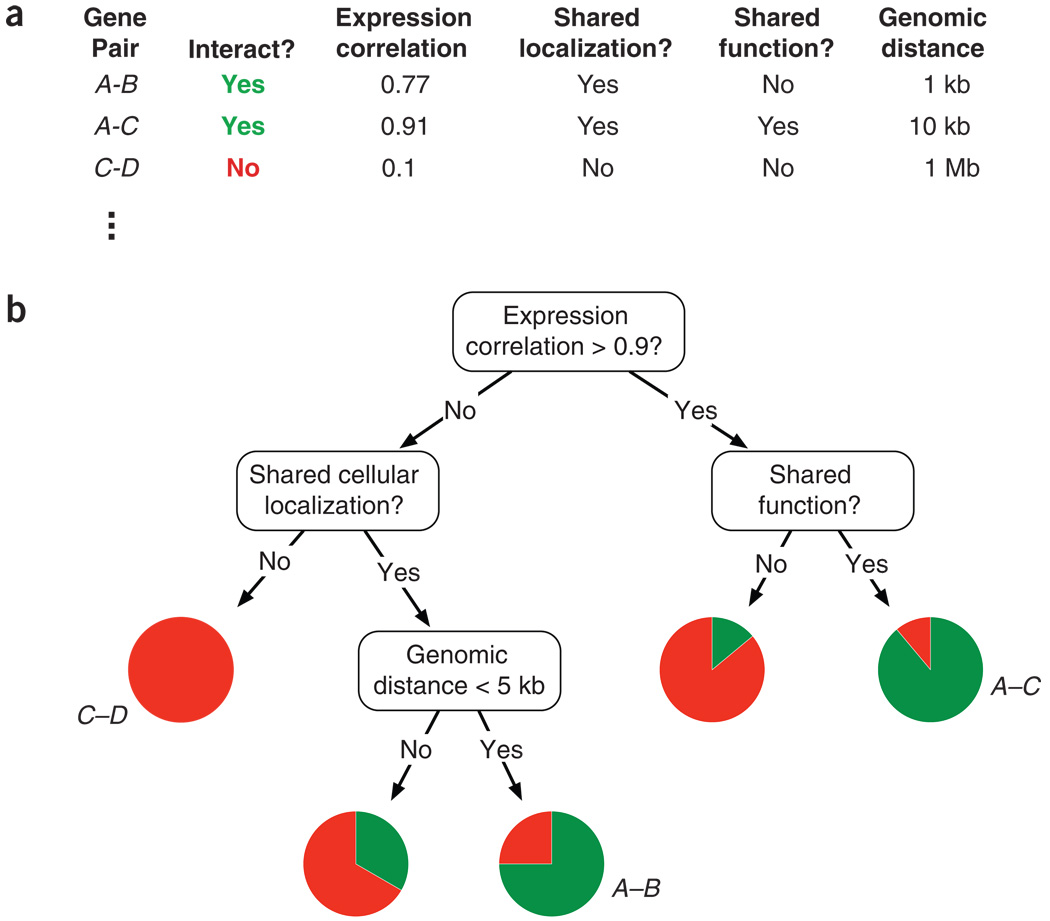 a
Gene Pair Interact? Expression correlation Shared localization? Shared function? Genomic distance
A-B Yes 0.77 Yes No 1 kb
A-C Yes 0.91 Yes Yes 10 kb
C-D No 0.1 No No 1 Mb
b
Expression
correlation > 0.9?
No Yes
Shared cellular
localization?
Shared
function?
No Yes
No Yes
Genomic
distance < 5 kb
C–D
A–C
No Yes
A–B